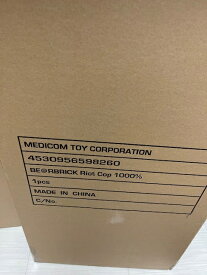 MEDICOM TOY CORPORATION
4530956598260
BE@RBRICK Riot Cop 1000%
1pcs
MADE IN CHINA
C/No.